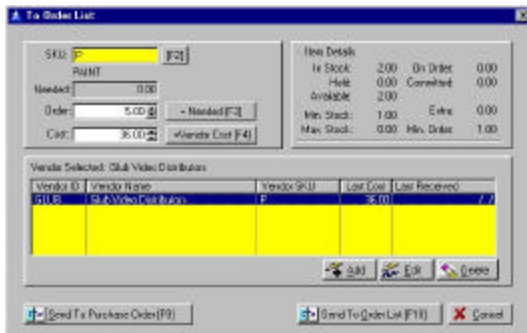 To Order List
SKU: P [F2]
PAINT
Needed: 0.00
Order: 5.00 = Needed [F3]
Cost: 36.00 =Vendor Cost [F4]
Item Details
In Stock: 2.00 On Order: 0.00
Held: 0.00 Committed: 0.00
Available: 2.00
Min. Stock: 1.00 Extra: 0.00
Max. Stock: 0.00 Min. Order: 1.00
Vendor Selected: Glub Video Distributors
Vendor ID Vendor Name Vendor SKU Last Cost Last Received
GLUB Glub Video Distributors P 36.00 / /
Add Edit Delete
Send To Purchase Order(F9) Send To Order List (F10) Cancel